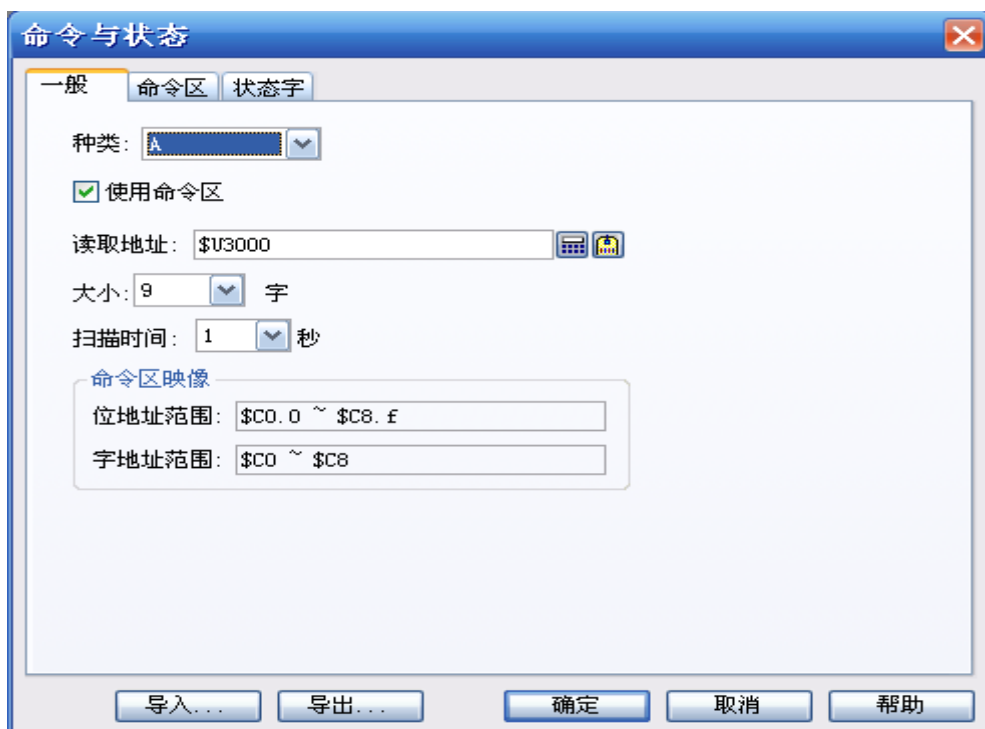 命令与状态
一般 命令区 状态字
种类: A
使用命令区
读取地址: $U3000
大小: 9 字
扫描时间: 1 秒
命令区映像
位地址范围: $C0.0 ~ $C8.f
字地址范围: $C0 ~ $C8
导入... 导出... 确定 取消 帮助